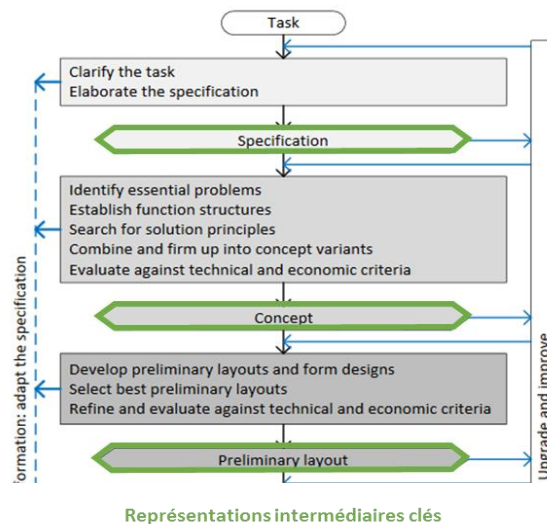 Task
Clarify the task
Elaborate the specification
Specification
Identify essential problems
Establish function structures
Search for solution principles
Combine and firm up into concept variants
Evaluate against technical and economic criteria
Concept
Develop preliminary layouts and form designs
Select best preliminary layouts
Refine and evaluate against technical and economic criteria
Preliminary layout
formation: adapt the specification
Upgrade and improve
Représentations intermédiaires clés